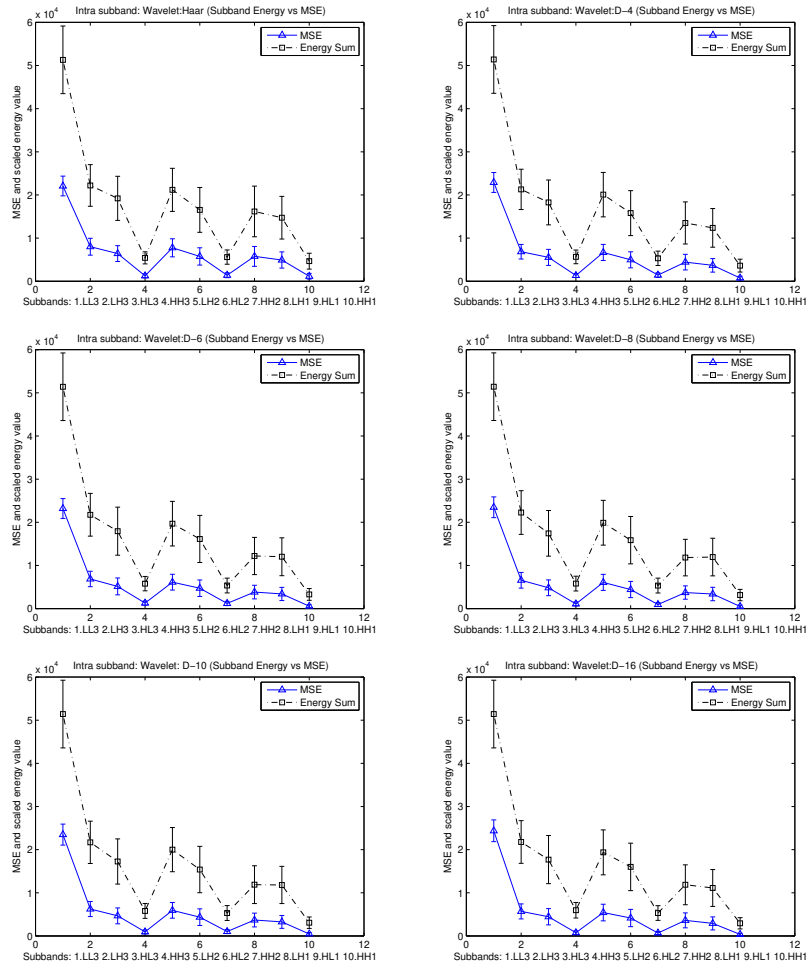 Intra subband: Wavelet:Haar (Subband Energy vs MSE)
x 10^4
6
5
4
3
2
1
0
MSE and scaled energy value
MSE
Energy Sum
0 2 4 6 8 10 12
Subbands: 1.LL3 2.LH3 3.HL3 4.HH3 5.LH2 6.HL2 7.HH2 8.LH1 9.HL1 10.HH1
Intra subband: Wavelet:D-4 (Subband Energy vs MSE)
x 10^4
6
5
4
3
2
1
0
MSE and scaled energy value
MSE
Energy Sum
0 2 4 6 8 10 12
Subbands: 1.LL3 2.LH3 3.HL3 4.HH3 5.LH2 6.HL2 7.HH2 8.LH1 9.HL1 10.HH1
Intra subband: Wavelet:D-6 (Subband Energy vs MSE)
x 10^4
6
5
4
3
2
1
0
MSE and scaled energy value
MSE
Energy Sum
0 2 4 6 8 10 12
Subbands: 1.LL3 2.LH3 3.HL3 4.HH3 5.LH2 6.HL2 7.HH2 8.LH1 9.HL1 10.HH1
Intra subband: Wavelet:D-8 (Subband Energy vs MSE)
x 10^4
6
5
4
3
2
1
0
MSE and scaled energy value
MSE
Energy Sum
0 2 4 6 8 10 12
Subbands: 1.LL3 2.LH3 3.HL3 4.HH3 5.LH2 6.HL2 7.HH2 8.LH1 9.HL1 10.HH1
Intra subband: Wavelet: D-10 (Subband Energy vs MSE)
x 10^4
6
5
4
3
2
1
0
MSE and scaled energy value
MSE
Energy Sum
0 2 4 6 8 10 12
Subbands: 1.LL3 2.LH3 3.HL3 4.HH3 5.LH2 6.HL2 7.HH2 8.LH1 9.HL1 10.HH1
Intra subband: Wavelet:D-16 (Subband Energy vs MSE)
x 10^4
6
5
4
3
2
1
0
MSE and scaled energy value
MSE
Energy Sum
0 2 4 6 8 10 12
Subbands: 1.LL3 2.LH3 3.HL3 4.HH3 5.LH2 6.HL2 7.HH2 8.LH1 9.HL1 10.HH1